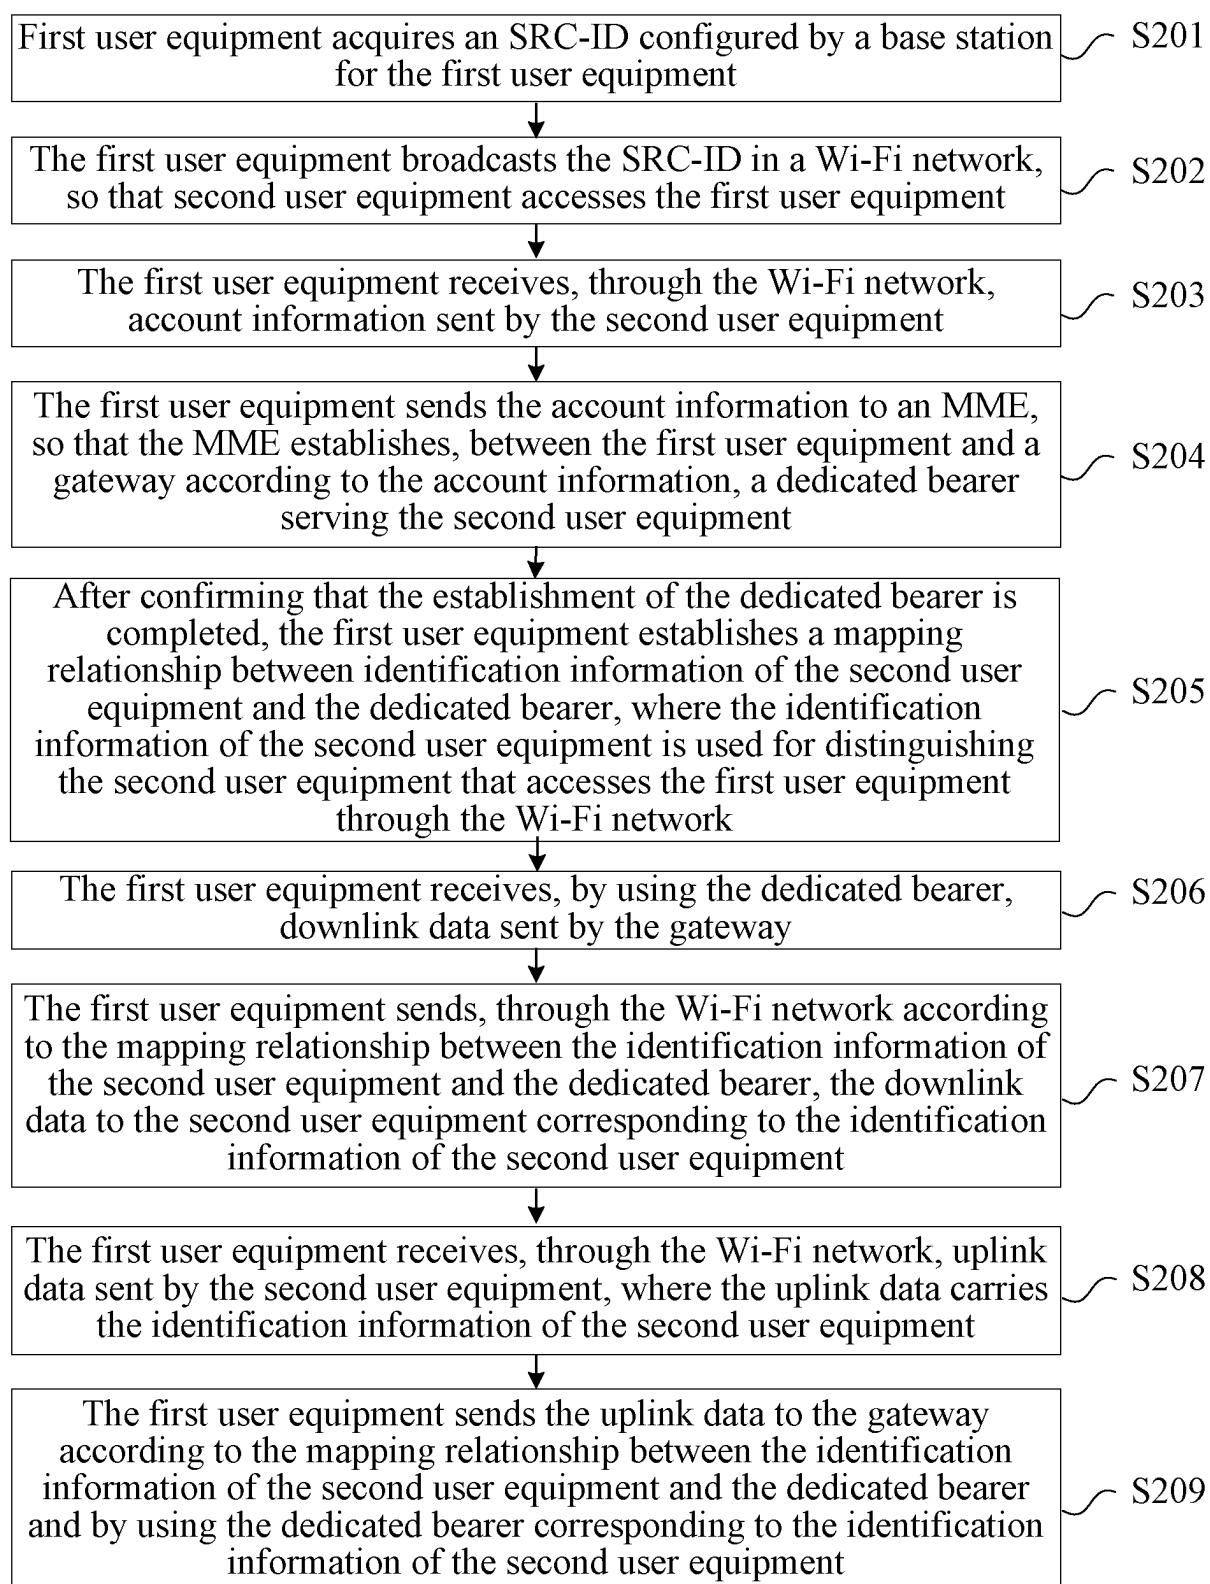 First user equipment acquires an SRC-ID configured by a base station
for the first user equipment
S201
The first user equipment broadcasts the SRC-ID in a Wi-Fi network,
so that second user equipment accesses the first user equipment
S202
The first user equipment receives, through the Wi-Fi network,
account information sent by the second user equipment
S203
The first user equipment sends the account information to an MME,
so that the MME establishes, between the first user equipment and a
gateway according to the account information, a dedicated bearer
serving the second user equipment
S204
After confirming that the establishment of the dedicated bearer is
completed, the first user equipment establishes a mapping
relationship between identification information of the second user
equipment and the dedicated bearer, where the identification
information of the second user equipment is used for distinguishing
the second user equipment that accesses the first user equipment
through the Wi-Fi network
S205
The first user equipment receives, by using the dedicated bearer,
downlink data sent by the gateway
S206
The first user equipment sends, through the Wi-Fi network according
to the mapping relationship between the identification information of
the second user equipment and the dedicated bearer, the downlink
data to the second user equipment corresponding to the identification
information of the second user equipment
S207
The first user equipment receives, through the Wi-Fi network, uplink
data sent by the second user equipment, where the uplink data carries
the identification information of the second user equipment
S208
The first user equipment sends the uplink data to the gateway
according to the mapping relationship between the identification
information of the second user equipment and the dedicated bearer
and by using the dedicated bearer corresponding to the identification
information of the second user equipment
S209